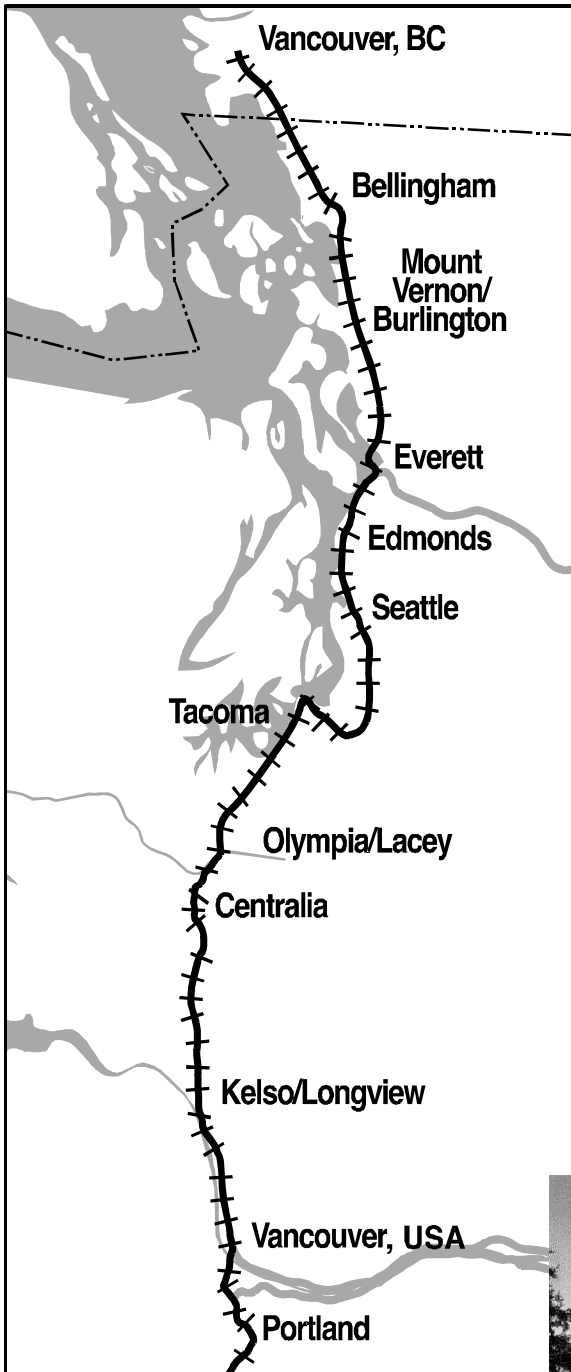 Vancouver, BC
Bellingham
Mount
Vernon/
Burlington
Everett
Edmonds
Seattle
Tacoma
Olympia/Lacey
Centralia
Kelso/Longview
Vancouver, USA
Portland